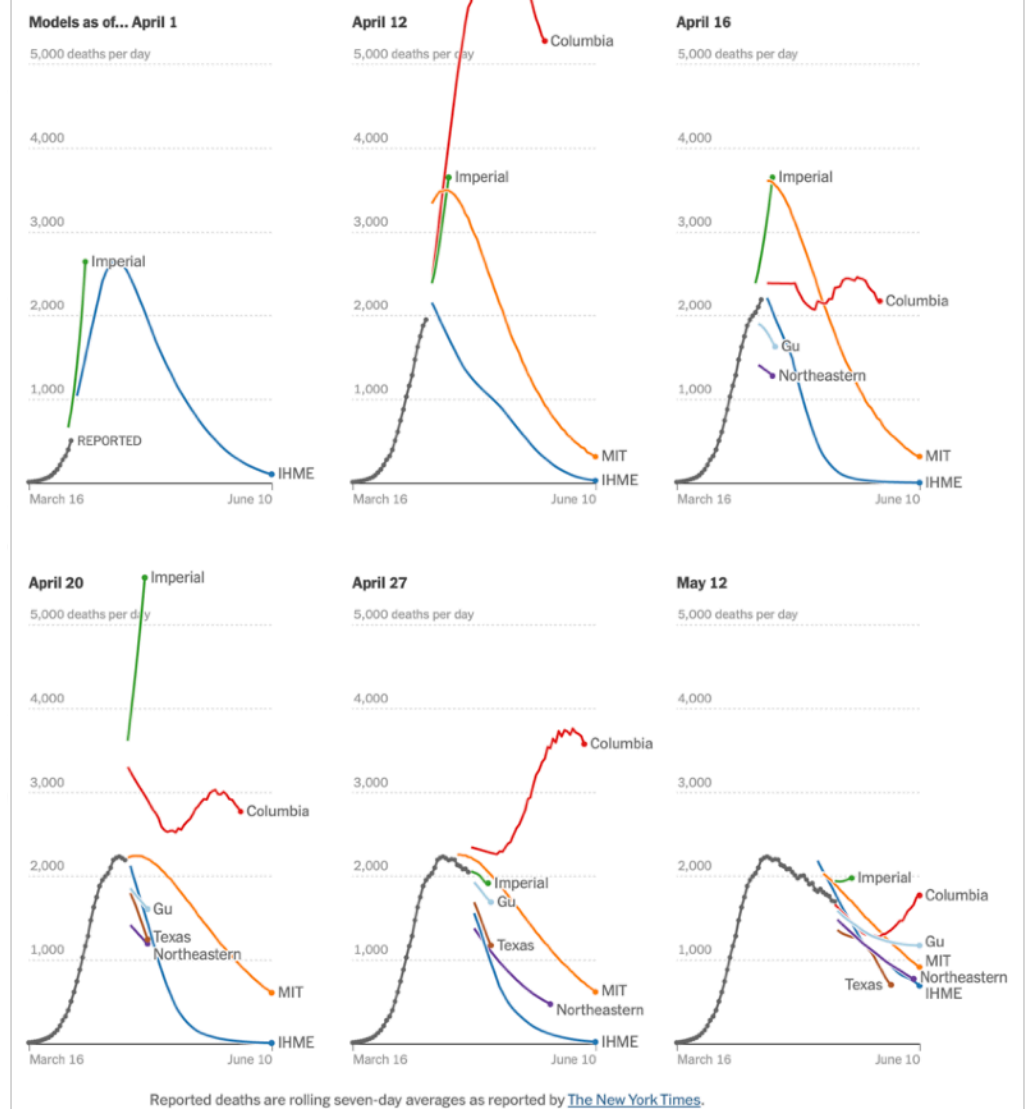 Models as of... April 1
5,000 deaths per day
4,000
3,000
Imperial
2,000
1,000
REPORTED
IHME
March 16
June 10
April 12
Columbia
5,000 deaths per day
4,000
Imperial
3,000
2,000
1,000
MIT
IHME
March 16
June 10
April 16
5,000 deaths per day
4,000
Imperial
3,000
Columbia
2,000
Gu
Northeastern
1,000
MIT
IHME
March 16
June 10
April 20
Imperial
5,000 deaths per day
4,000
3,000
Columbia
2,000
Gu
Texas
Northeastern
1,000
MIT
IHME
March 16
June 10
April 27
5,000 deaths per day
4,000
Columbia
3,000
2,000
Imperial
Gu
Texas
1,000
MIT
Northeastern
IHME
March 16
June 10
May 12
5,000 deaths per day
4,000
3,000
2,000
Imperial
Columbia
Gu
1,000
MIT
Northeastern
Texas
IHME
March 16
June 10
Reported deaths are rolling seven-day averages as reported by The New York Times.